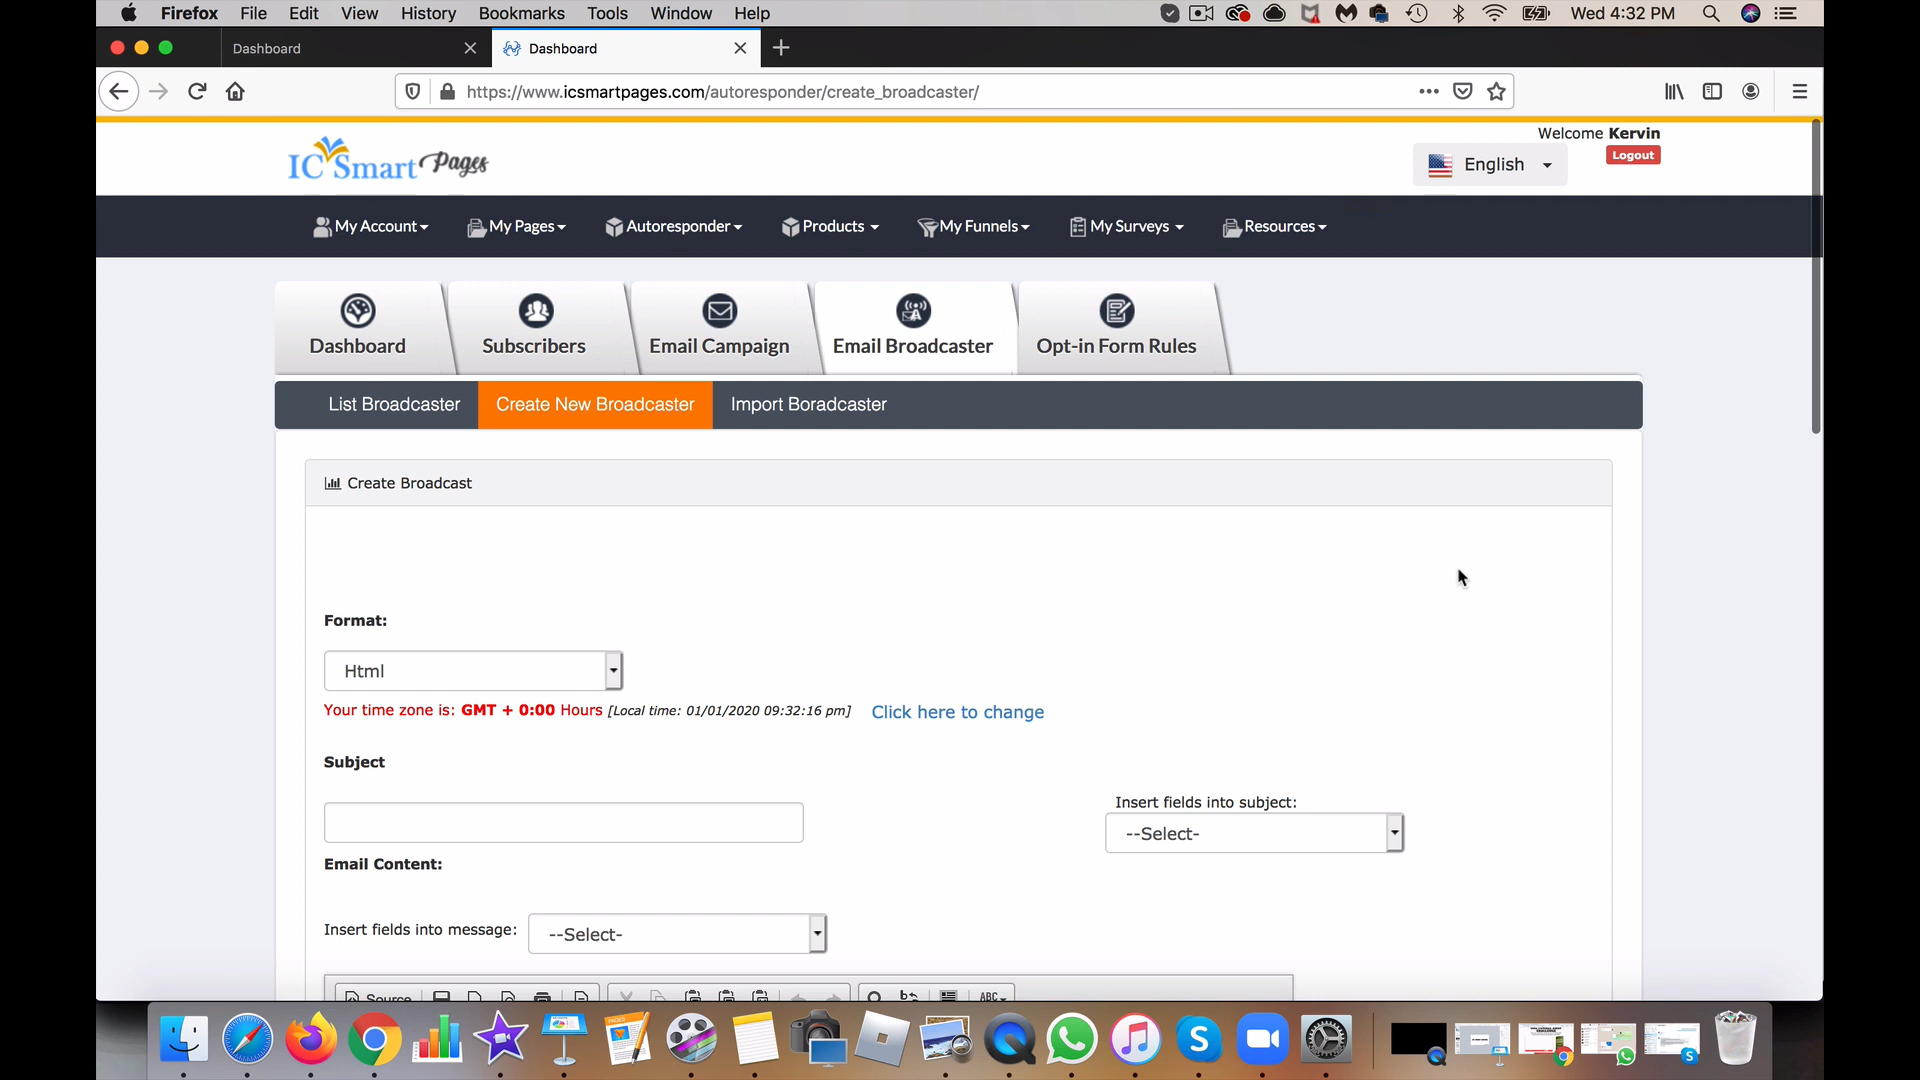 Firefox File Edit View History Bookmarks Tools Window Help Wed 4:32 PM
Dashboard Dashboard
https://www.icsmartpages.com/autoresponder/create_broadcaster/
Welcome Kervin
IC Smart Pages English Logout
My Account My Pages Autoresponder Products My Funnels My Surveys Resources
Dashboard Subscribers Email Campaign Email Broadcaster Opt-in Form Rules
List Broadcaster Create New Broadcaster Import Boradcaster
Create Broadcast
Format:
Html
Your time zone is: GMT + 0:00 Hours [Local time: 01/01/2020 09:32:16 pm] Click here to change
Subject
Insert fields into subject:
--Select-
Email Content:
Insert fields into message: --Select-
Source ABC